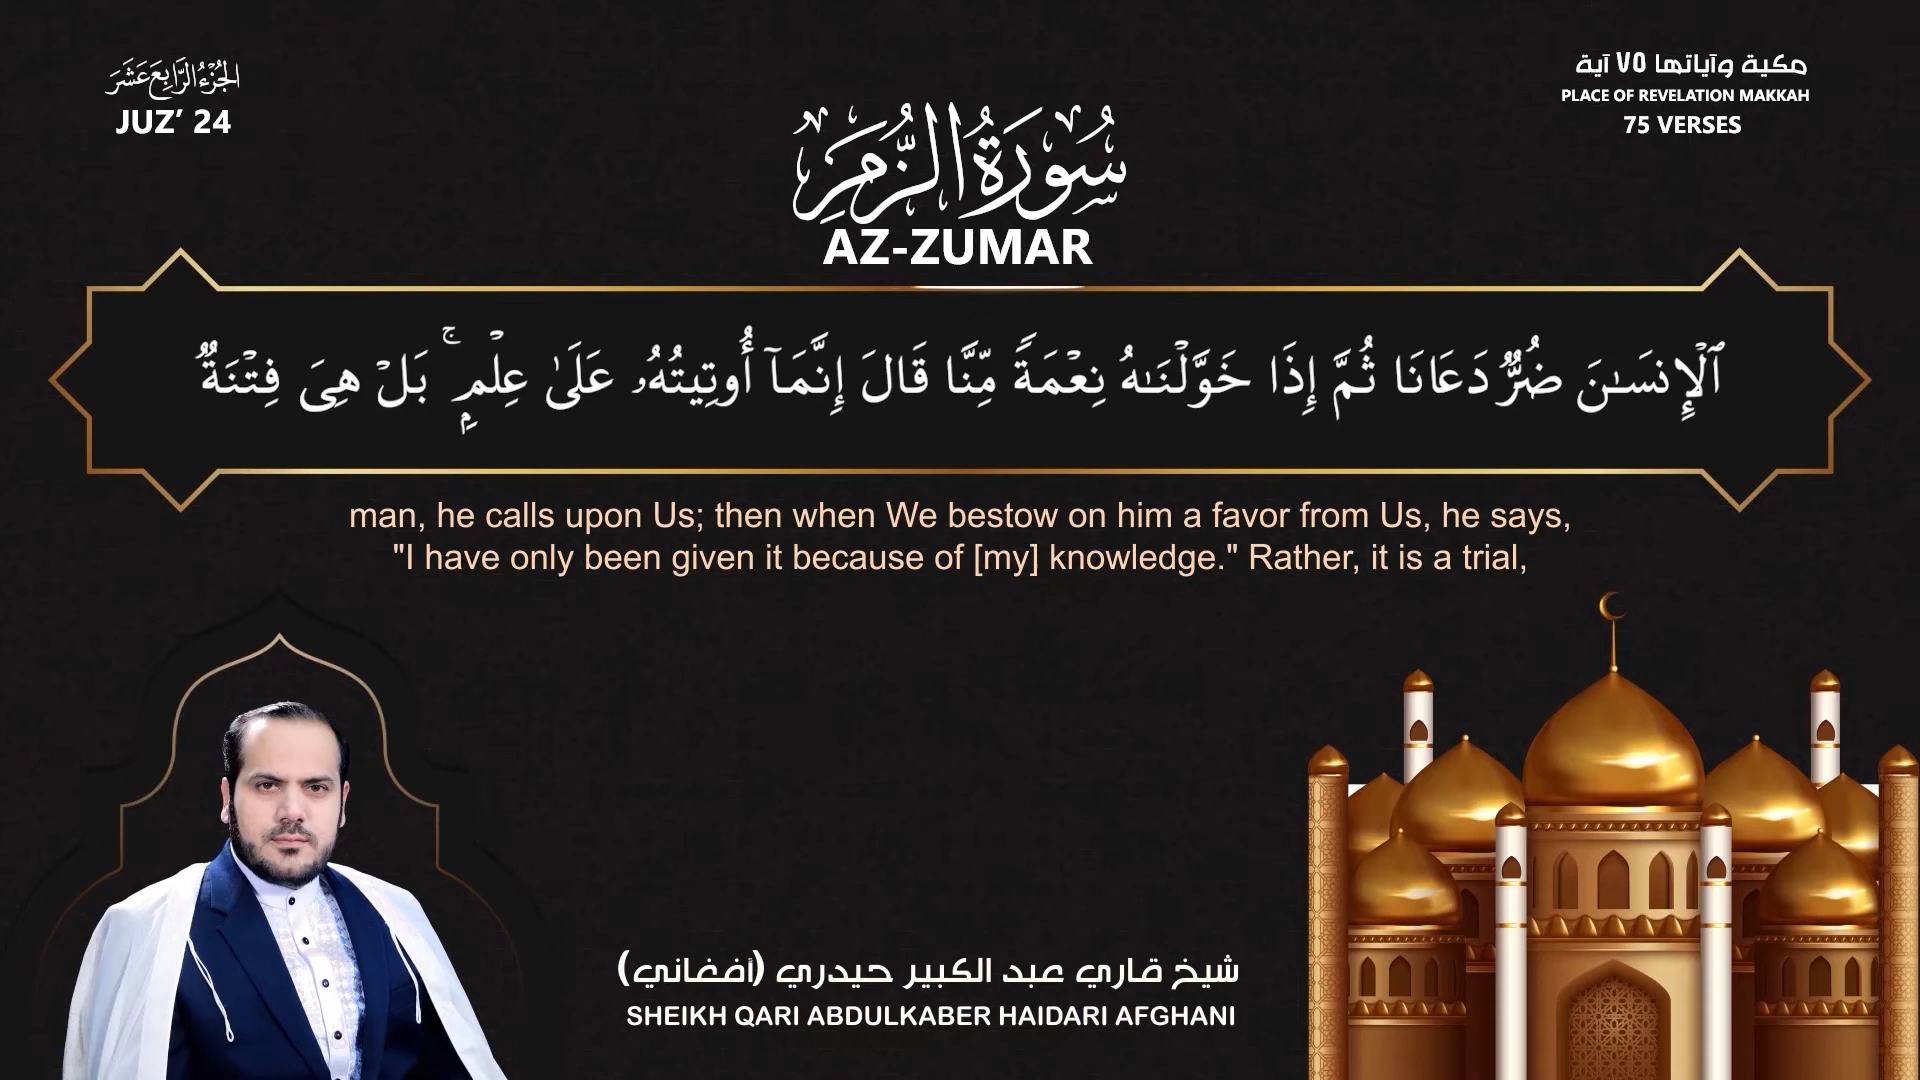 الجُزْءُ الرَّابِعَ عَشَرَ
JUZ’ 24
مكية وآياتها ٧٥ آية
PLACE OF REVELATION MAKKAH
75 VERSES
سُورَةُ الزُّمَرِ
AZ-ZUMAR
ٱلْإِنسَـٰنَ ضُرٌّ دَعَانَا ثُمَّ إِذَا خَوَّلْنَـٰهُ نِعْمَةً مِّنَّا قَالَ إِنَّمَآ أُوتِيتُهُۥ عَلَىٰ عِلْمٍۭ ۚ بَلْ هِىَ فِتْنَةٌ
man, he calls upon Us; then when We bestow on him a favor from Us, he says,
"I have only been given it because of [my] knowledge." Rather, it is a trial,
شيخ قاري عبد الكبير حيدري (أفغاني)
SHEIKH QARI ABDULKABER HAIDARI AFGHANI